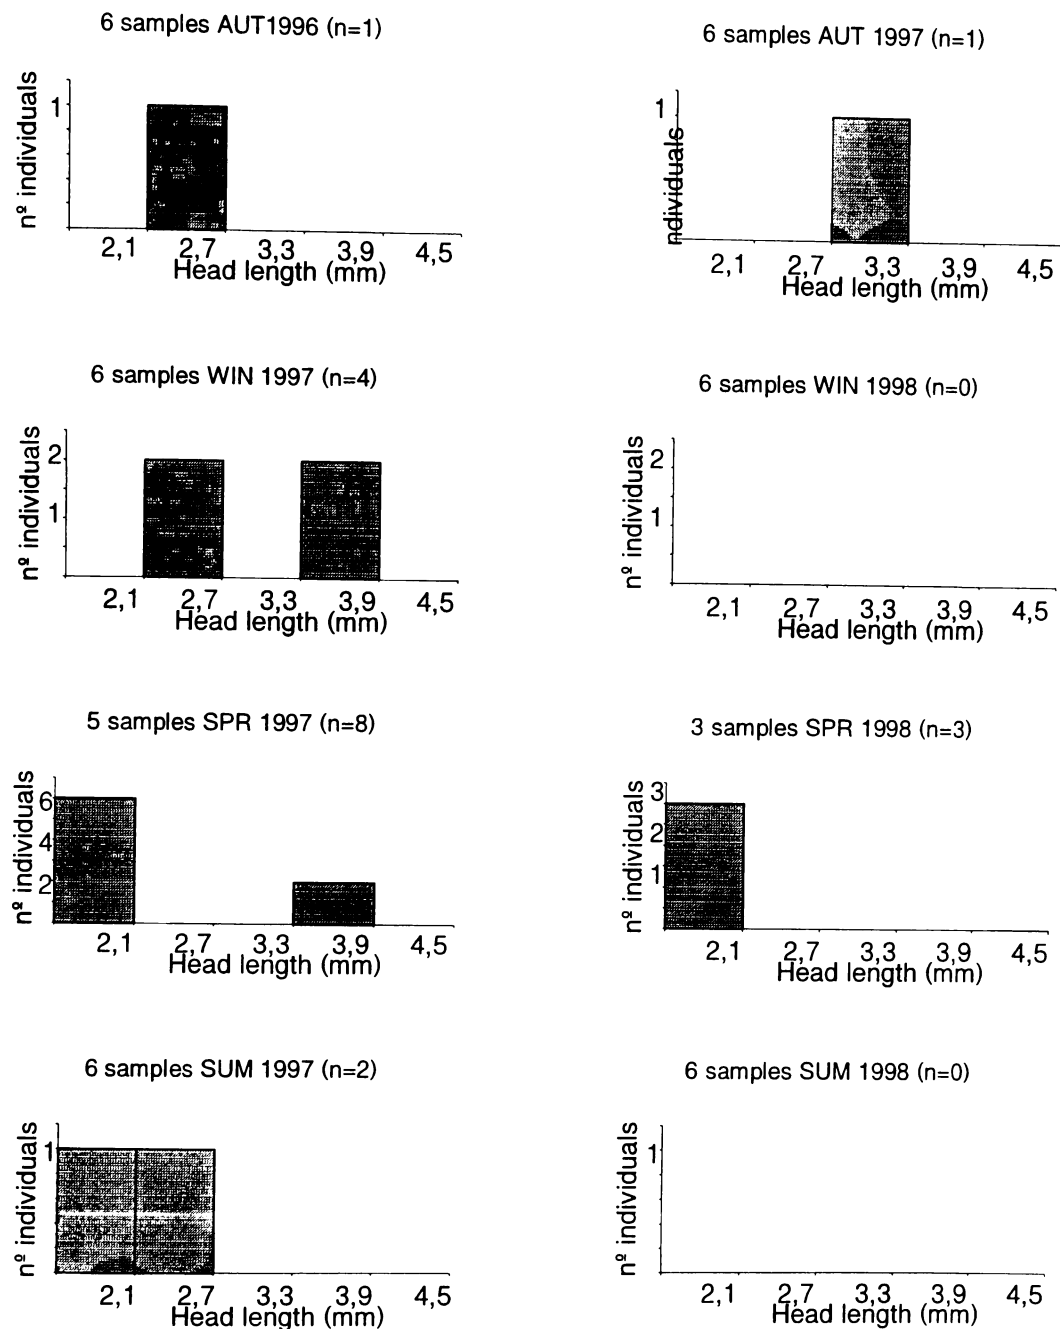 6 samples AUT1996 (n=1)
nº individuals
1
2,1 2,7 3,3 3,9 4,5
Head length (mm)
6 samples AUT 1997 (n=1)
ndividuals
1
2,1 2,7 3,3 3,9 4,5
Head length (mm)
6 samples WIN 1997 (n=4)
nº individuals
2
1
2,1 2,7 3,3 3,9 4,5
Head length (mm)
6 samples WIN 1998 (n=0)
nº individuals
2
1
2,1 2,7 3,3 3,9 4,5
Head length (mm)
5 samples SPR 1997 (n=8)
nº individuals
6
4
2
2,1 2,7 3,3 3,9 4,5
Head length (mm)
3 samples SPR 1998 (n=3)
nº individuals
3
2
1
2,1 2,7 3,3 3,9 4,5
Head length (mm)
6 samples SUM 1997 (n=2)
nº individuals
1
2,1 2,7 3,3 3,9 4,5
Head length (mm)
6 samples SUM 1998 (n=0)
nº individuals
1
2,1 2,7 3,3 3,9 4,5
Head length (mm)